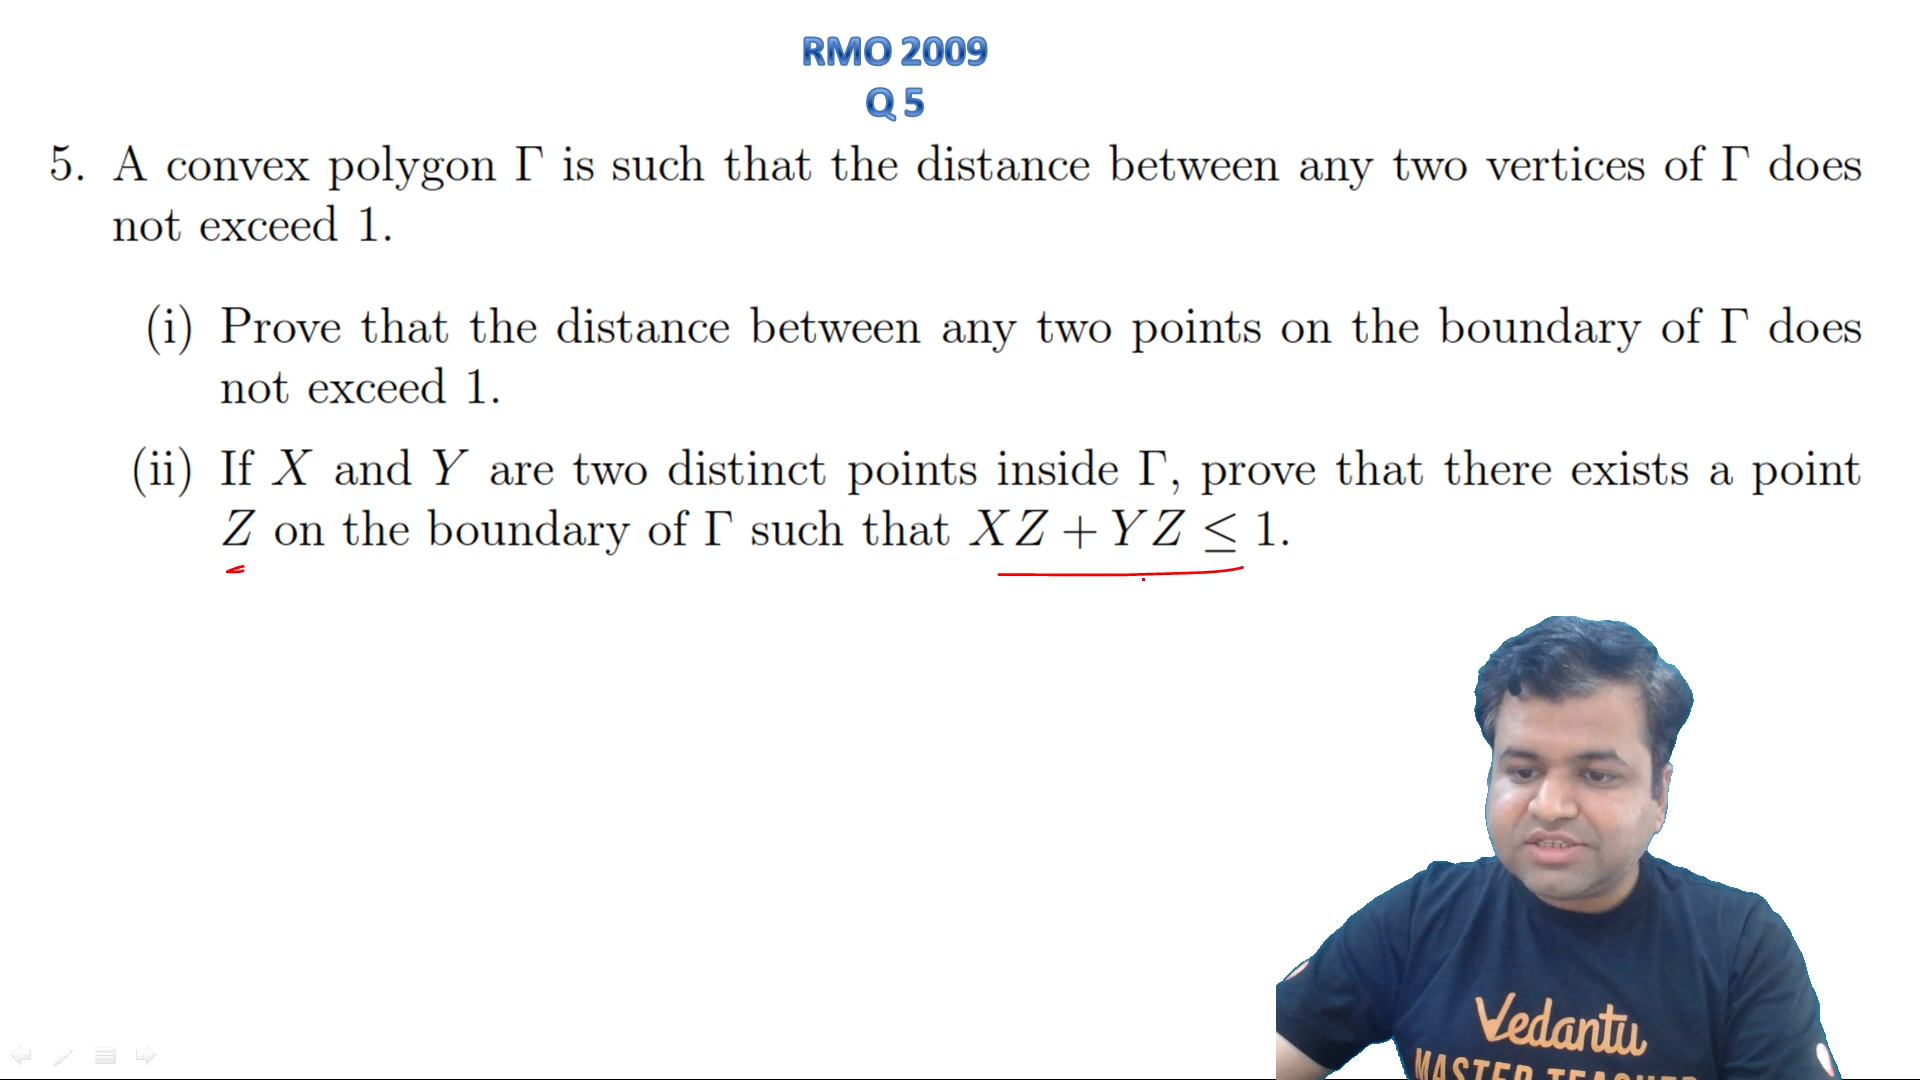 RMO 2009
Q 5
5. A convex polygon Γ is such that the distance between any two vertices of Γ does
not exceed 1.
(i) Prove that the distance between any two points on the boundary of Γ does
not exceed 1.
(ii) If X and Y are two distinct points inside Γ, prove that there exists a point
Z on the boundary of Γ such that XZ + YZ ≤ 1.
Vedantu
MASTER TEACHER